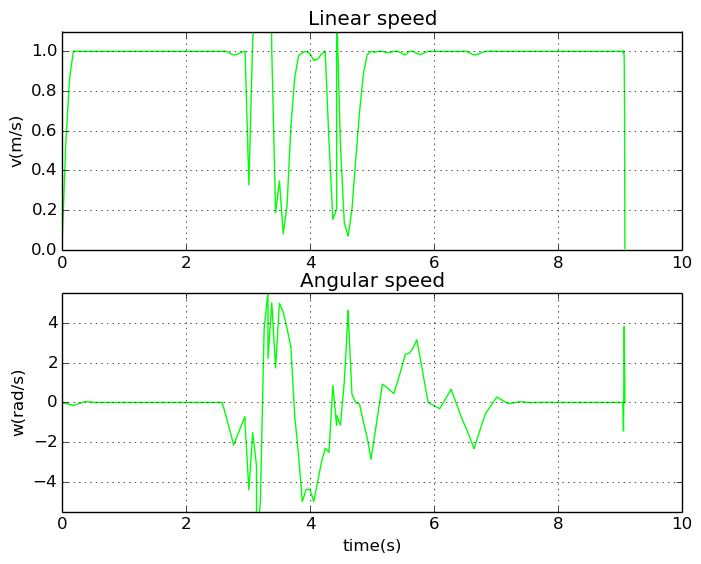 Linear speed
v(m/s)
1.0
0.8
0.6
0.4
0.2
0.0
0 2 4 6 8 10
Angular speed
w(rad/s)
4
2
0
−2
−4
0 2 4 6 8 10
time(s)